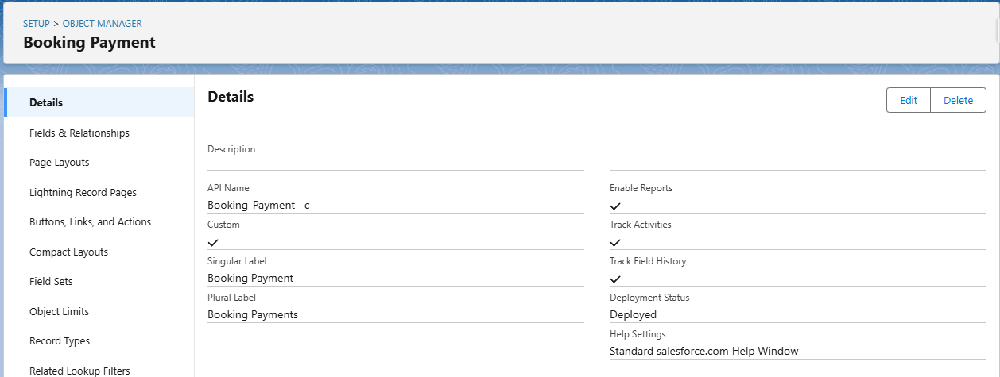 SETUP > OBJECT MANAGER
Booking Payment
Details
Fields & Relationships
Page Layouts
Lightning Record Pages
Buttons, Links, and Actions
Compact Layouts
Field Sets
Object Limits
Record Types
Related Lookup Filters
Details
Edit
Delete
Description
API Name
Booking_Payment__c
Custom
Singular Label
Booking Payment
Plural Label
Booking Payments
Enable Reports
Track Activities
Track Field History
Deployment Status
Deployed
Help Settings
Standard salesforce.com Help Window